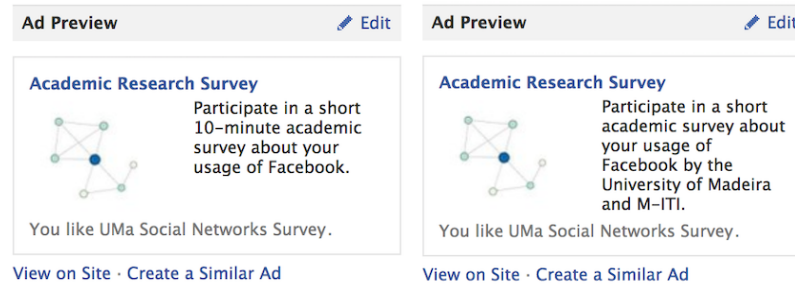 Ad Preview
Edit
Academic Research Survey
Participate in a short
10-minute academic
survey about your
usage of Facebook.
You like UMa Social Networks Survey.
View on Site · Create a Similar Ad
Ad Preview
Edit
Academic Research Survey
Participate in a short
academic survey about
your usage of
Facebook by the
University of Madeira
and M-ITI.
You like UMa Social Networks Survey.
View on Site · Create a Similar Ad